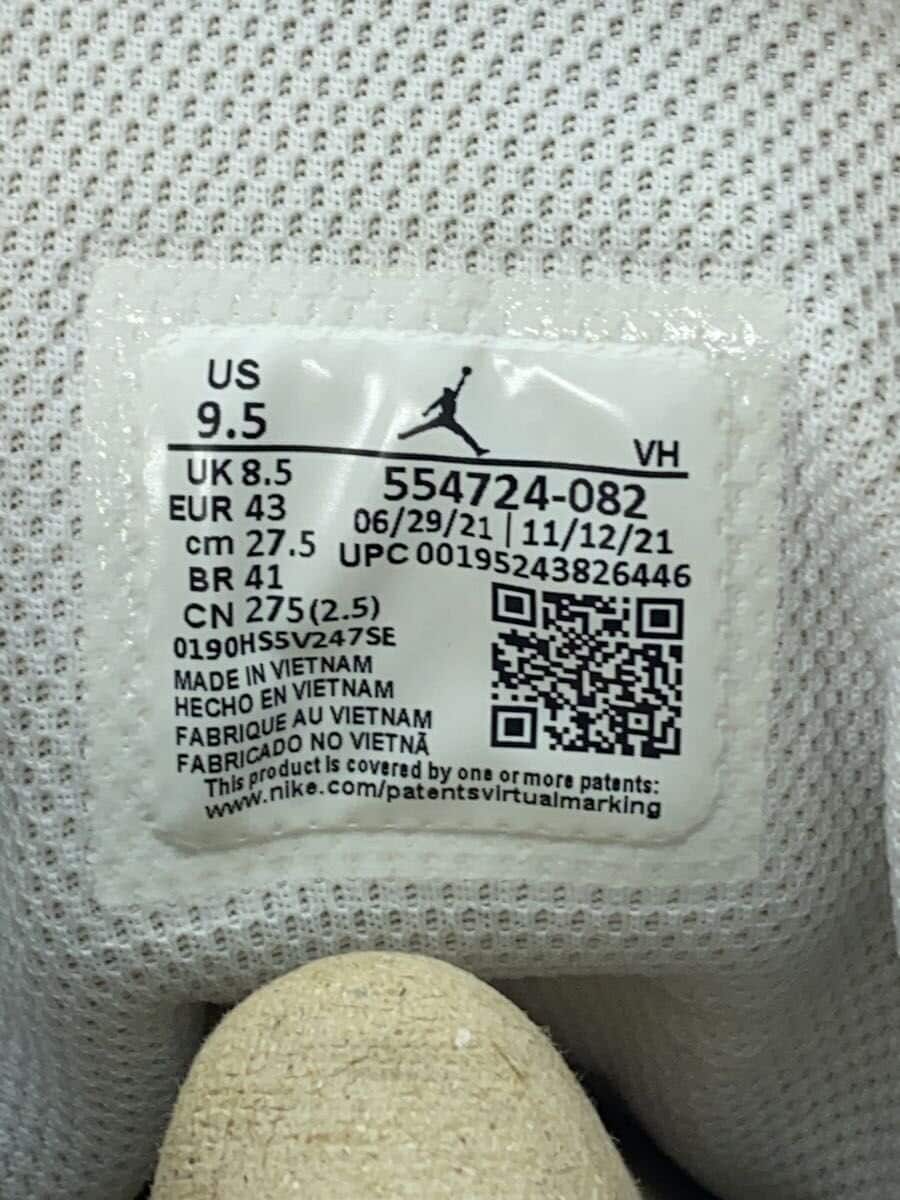 US
9.5
VH
UK 8.5
EUR 43
cm 27.5
BR 41
CN 275(2.5)
554724-082
06/29/21 | 11/12/21
UPC 00195243826446
0190HS5V247SE
MADE IN VIETNAM
HECHO EN VIETNAM
FABRIQUE AU VIETNAM
FABRICADO NO VIETNÃ
This product is covered by one or more patents:
www.nike.com/patentsvirtualmarking